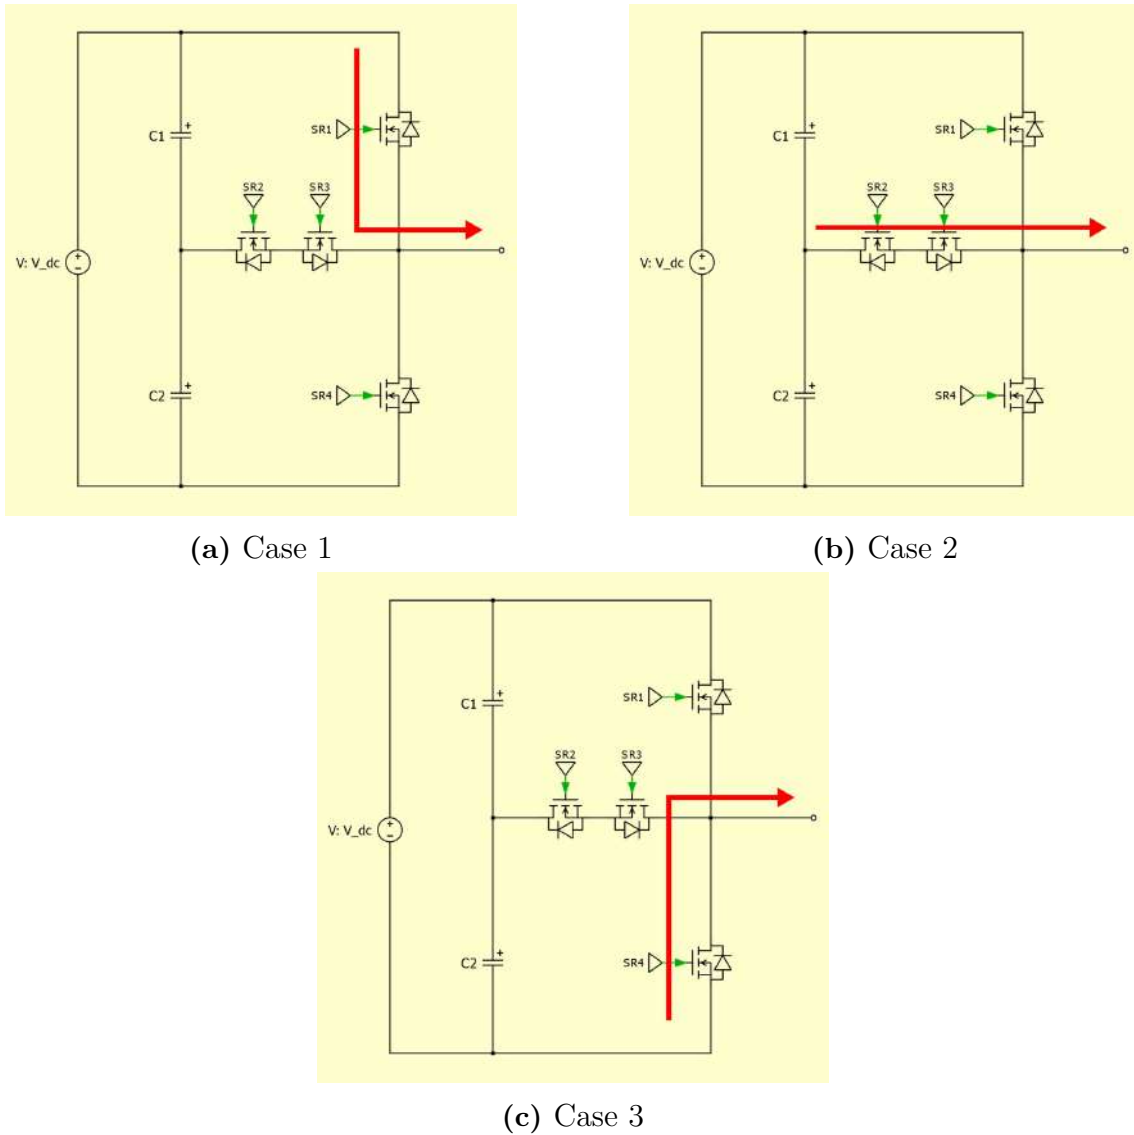 C1
+
SR1
SR2
SR3
V: V_dc
+
−
C2
+
SR4
C1
+
SR1
SR2
SR3
V: V_dc
+
−
C2
+
SR4
(a) Case 1
(b) Case 2
C1
+
SR1
SR2
SR3
V: V_dc
+
−
C2
+
SR4
(c) Case 3